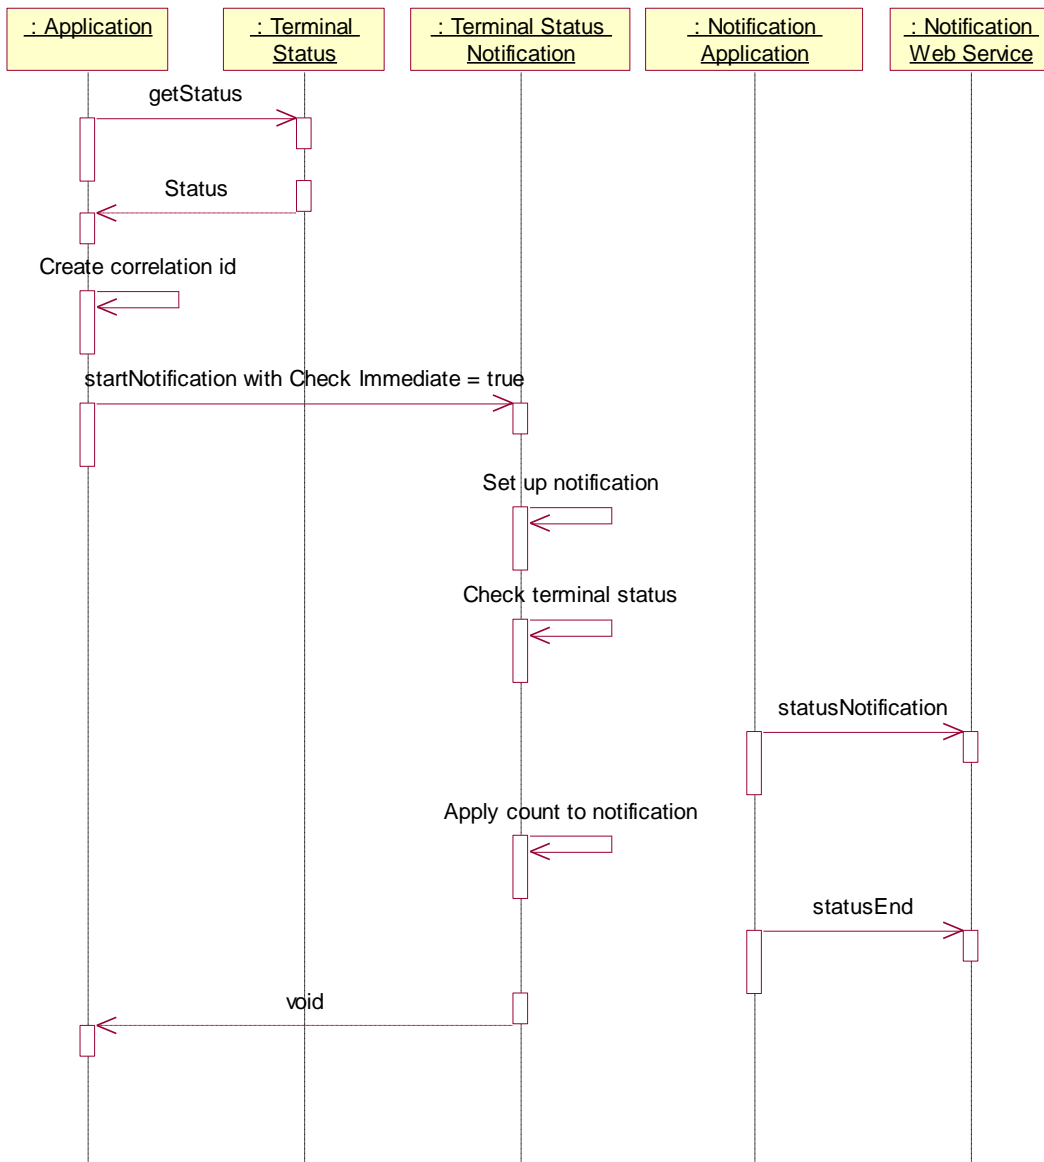 : Application
: Terminal
Status
: Terminal Status
Notification
: Notification
Application
: Notification
Web Service
getStatus
Status
Create correlation id
startNotification with Check Immediate = true
Set up notification
Check terminal status
statusNotification
Apply count to notification
statusEnd
void